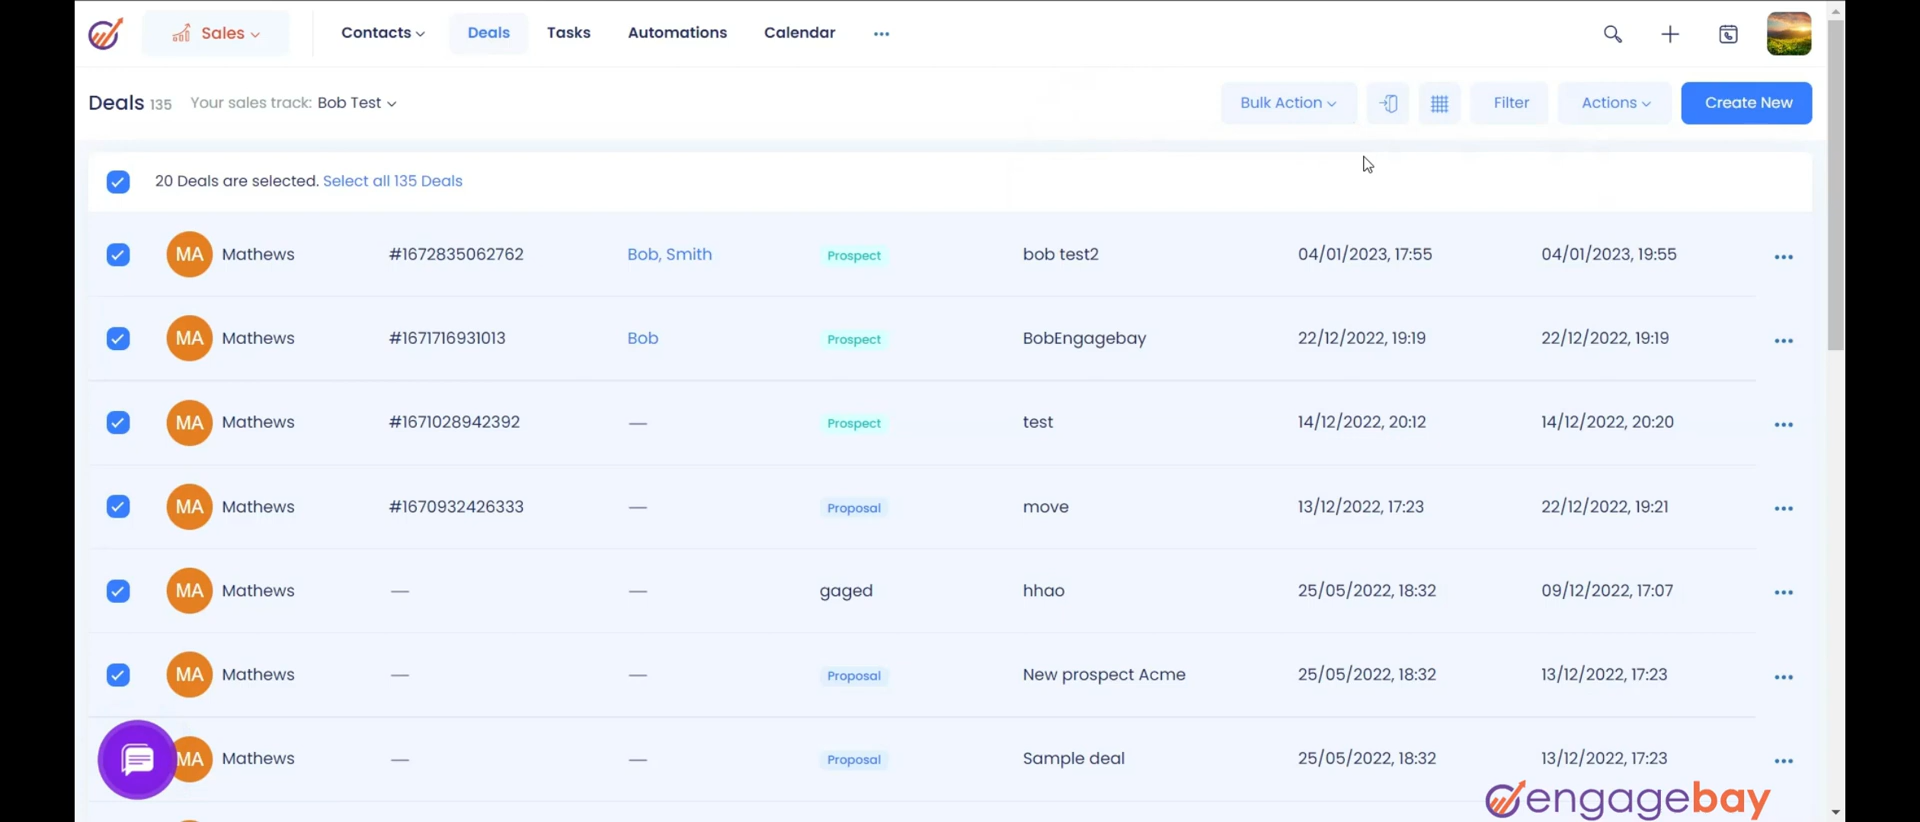 Sales Contacts Deals Tasks Automations Calendar
Deals 135 Your sales track: Bob Test Bulk Action Filter Actions Create New
20 Deals are selected. Select all 135 Deals
MA Mathews #1672835062762 Bob, Smith Prospect bob test2 04/01/2023, 17:55 04/01/2023, 19:55
MA Mathews #1671716931013 Bob Prospect BobEngagebay 22/12/2022, 19:19 22/12/2022, 19:19
MA Mathews #1671028942392 — Prospect test 14/12/2022, 20:12 14/12/2022, 20:20
MA Mathews #1670932426333 — Proposal move 13/12/2022, 17:23 22/12/2022, 19:21
MA Mathews — — gaged hhao 25/05/2022, 18:32 09/12/2022, 17:07
MA Mathews — — Proposal New prospect Acme 25/05/2022, 18:32 13/12/2022, 17:23
MA Mathews — — Proposal Sample deal 25/05/2022, 18:32 13/12/2022, 17:23
engagebay